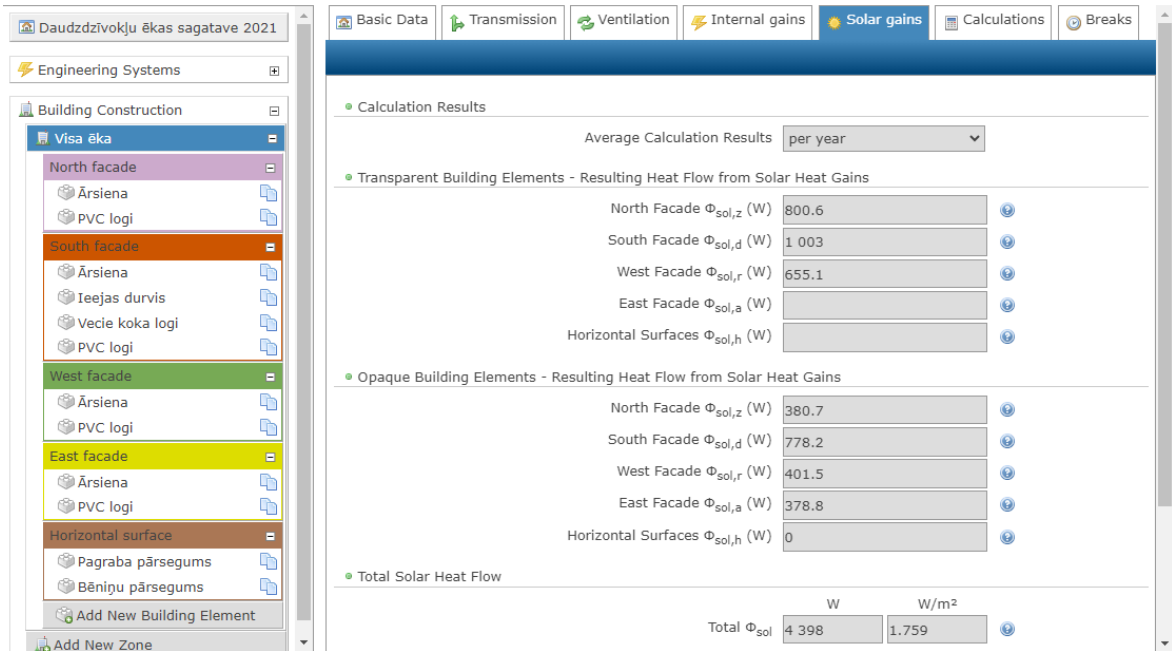 Daudzdzīvokļu ēkas sagatave 2021
Engineering Systems
Building Construction
Visa ēka
North facade
Ārsiena
PVC logi
South facade
Ārsiena
Ieejas durvis
Vecie koka logi
PVC logi
West facade
Ārsiena
PVC logi
East facade
Ārsiena
PVC logi
Horizontal surface
Pagraba pārsegums
Bēniņu pārsegums
Add New Building Element
Add New Zone
Basic Data Transmission Ventilation Internal gains Solar gains Calculations Breaks
Calculation Results
Average Calculation Results per year
Transparent Building Elements - Resulting Heat Flow from Solar Heat Gains
North Facade Φsol,z (W) 800.6
South Facade Φsol,d (W) 1 003
West Facade Φsol,r (W) 655.1
East Facade Φsol,a (W)
Horizontal Surfaces Φsol,h (W)
Opaque Building Elements - Resulting Heat Flow from Solar Heat Gains
North Facade Φsol,z (W) 380.7
South Facade Φsol,d (W) 778.2
West Facade Φsol,r (W) 401.5
East Facade Φsol,a (W) 378.8
Horizontal Surfaces Φsol,h (W) 0
Total Solar Heat Flow
W W/m²
Total Φsol 4 398 1.759